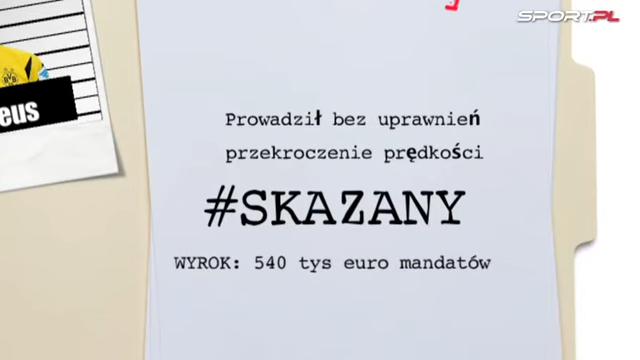 SPORT.PL
eus
Prowadził bez uprawnień
przekroczenie prędkości
#SKAZANY
WYROK: 540 tys euro mandatów